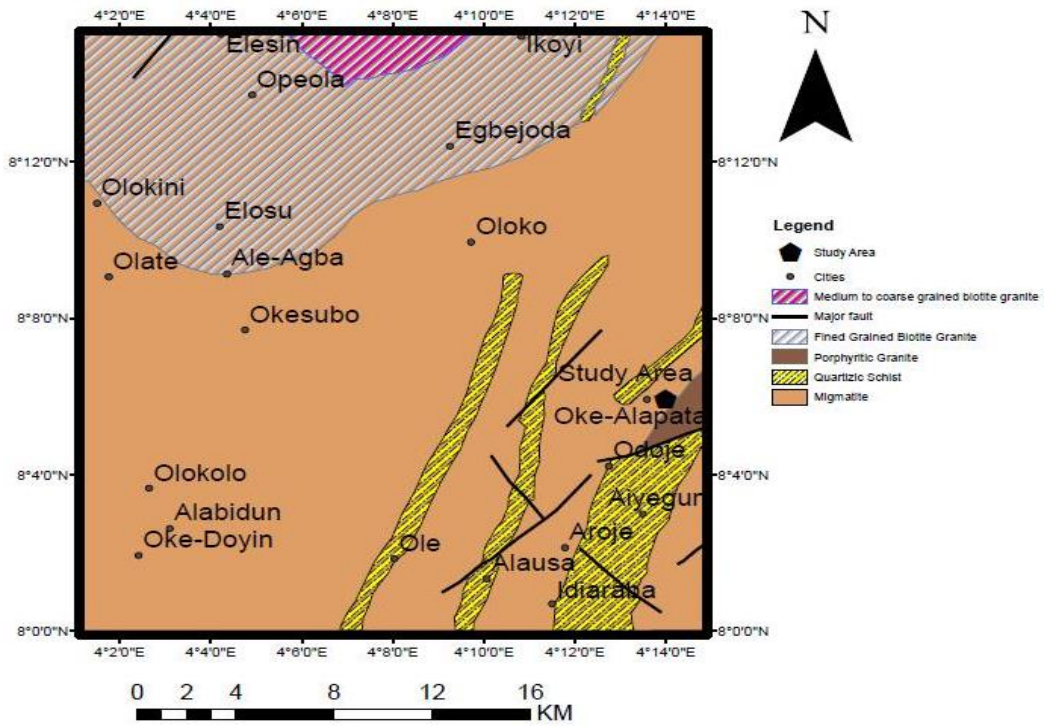 4°2'0"E 4°4'0"E 4°6'0"E 4°8'0"E 4°10'0"E 4°12'0"E 4°14'0"E
N
Elesin
Ikoyi
Opeola
Egbejoda
8°12'0"N 8°12'0"N
Olokini
Elosu
Oloko
Olate
Ale-Agba
Okesubo
8°8'0"N 8°8'0"N
Study Area
Oke-Alapata
Odoje
8°4'0"N 8°4'0"N
Olokolo
Aiyegun
Alabidun
Oke-Doyin
Aroje
Ole
Alausa
Idiaraba
8°0'0"N 8°0'0"N
4°2'0"E 4°4'0"E 4°6'0"E 4°8'0"E 4°10'0"E 4°12'0"E 4°14'0"E
0 2 4 8 12 16
KM
Legend
Study Area
Cities
Medium to coarse grained biotite granite
Major fault
Fined Grained Biotite Granite
Porphyritic Granite
Quartizic Schist
Migmatite